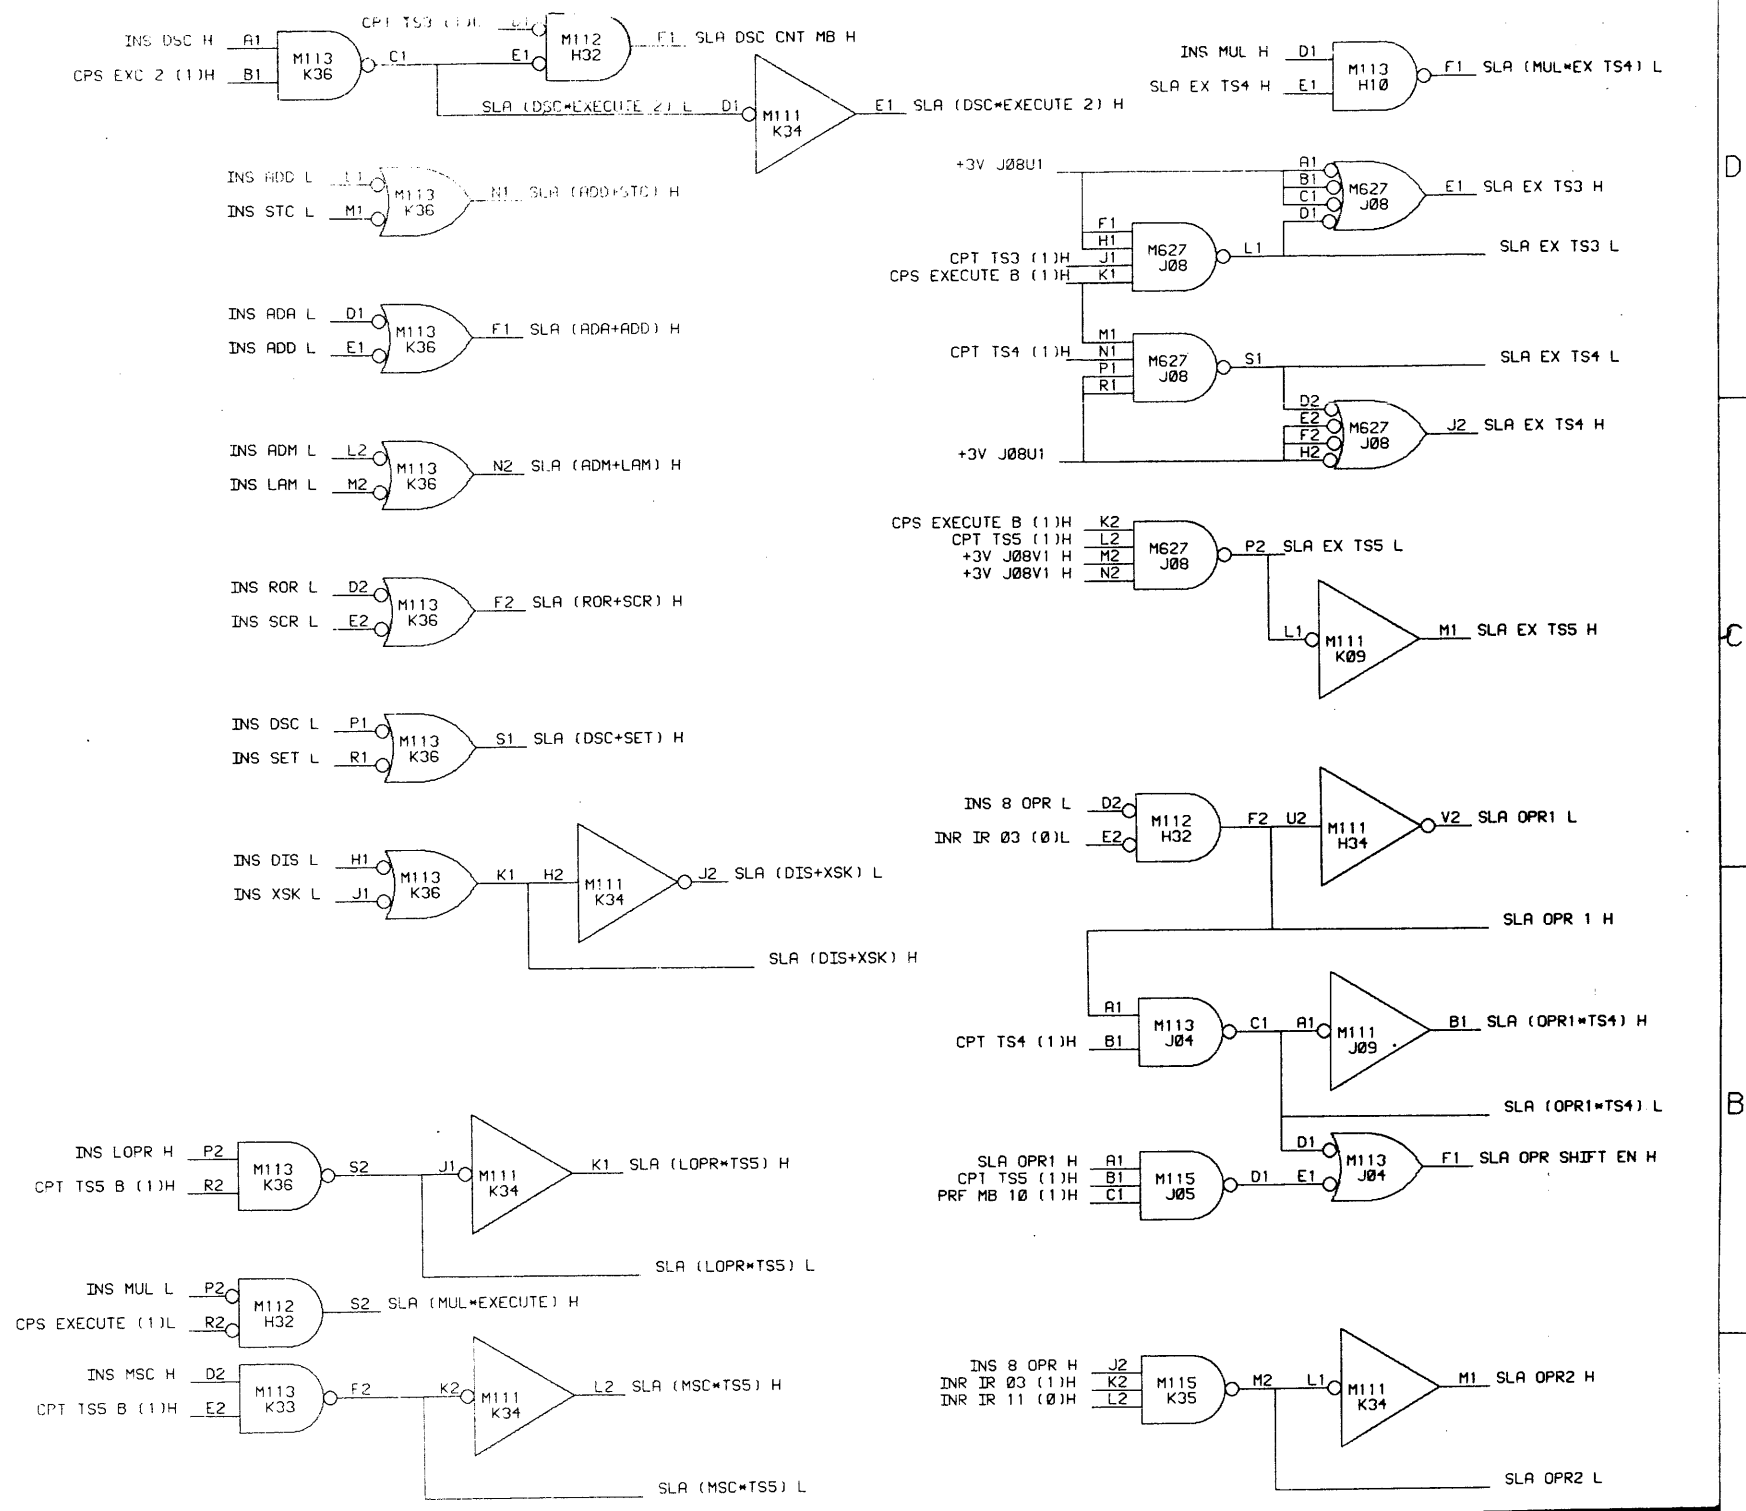 INS DSC H A1
CPS EXC 2 (1)H B1
M113
K36
C1
CPT TS3 (1)H D1
E1
M112
H32
F1 SLA DSC CNT MB H
SLA (DSC*EXECUTE 2) L D1
M111
K34
E1 SLA (DSC*EXECUTE 2) H
INS ADD L L1
INS STC L M1
M113
K36
N1 SLA (ADD+STC) H
INS ADA L D1
INS ADD L E1
M113
K36
F1 SLA (ADA+ADD) H
INS ADM L L2
INS LAM L M2
M113
K36
N2 SLA (ADM+LAM) H
INS ROR L D2
INS SCR L E2
M113
K36
F2 SLA (ROR+SCR) H
INS DSC L P1
INS SET L R1
M113
K36
S1 SLA (DSC+SET) H
INS DIS L H1
INS XSK L J1
M113
K36
K1 H2
M111
K34
J2 SLA (DIS+XSK) L
SLA (DIS+XSK) H
INS LOPR H P2
CPT TS5 B (1)H R2
M113
K36
S2 J1
M111
K34
K1 SLA (LOPR*TS5) H
SLA (LOPR*TS5) L
INS MUL L P2
CPS EXECUTE (1)L R2
M112
H32
S2 SLA (MUL*EXECUTE) H
INS MSC H D2
CPT TS5 B (1)H E2
M113
K33
F2 K2
M111
K34
L2 SLA (MSC*TS5) H
SLA (MSC*TS5) L
INS MUL H D1
SLA EX TS4 H E1
M113
H10
F1 SLA (MUL*EX TS4) L
+3V J08U1
A1
B1
C1
D1
M627
J08
E1 SLA EX TS3 H
F1
H1
CPT TS3 (1)H J1
CPS EXECUTE B (1)H K1
M627
J08
L1 SLA EX TS3 L
M1
CPT TS4 (1)H N1
P1
R1
M627
J08
S1 SLA EX TS4 L
D2
E2
F2
H2
M627
J08
J2 SLA EX TS4 H
+3V J08U1
CPS EXECUTE B (1)H K2
CPT TS5 (1)H L2
+3V J08V1 H M2
+3V J08V1 H N2
M627
J08
P2 SLA EX TS5 L
L1
M111
K09
M1 SLA EX TS5 H
INS 8 OPR L D2
INR IR 03 (0)L E2
M112
H32
F2 U2
M111
H34
V2 SLA OPR1 L
SLA OPR 1 H
A1
CPT TS4 (1)H B1
M113
J04
C1 A1
M111
J09
B1 SLA (OPR1*TS4) H
SLA (OPR1*TS4) L
SLA OPR1 H A1
CPT TS5 (1)H B1
PRF MB 10 (1)H C1
M115
J05
D1 E1
D1
M113
J04
F1 SLA OPR SHIFT EN H
INS 8 OPR H J2
INR IR 03 (1)H K2
INR IR 11 (0)H L2
M115
K35
M2 L1
M111
K34
M1 SLA OPR2 H
SLA OPR2 L
D
C
B